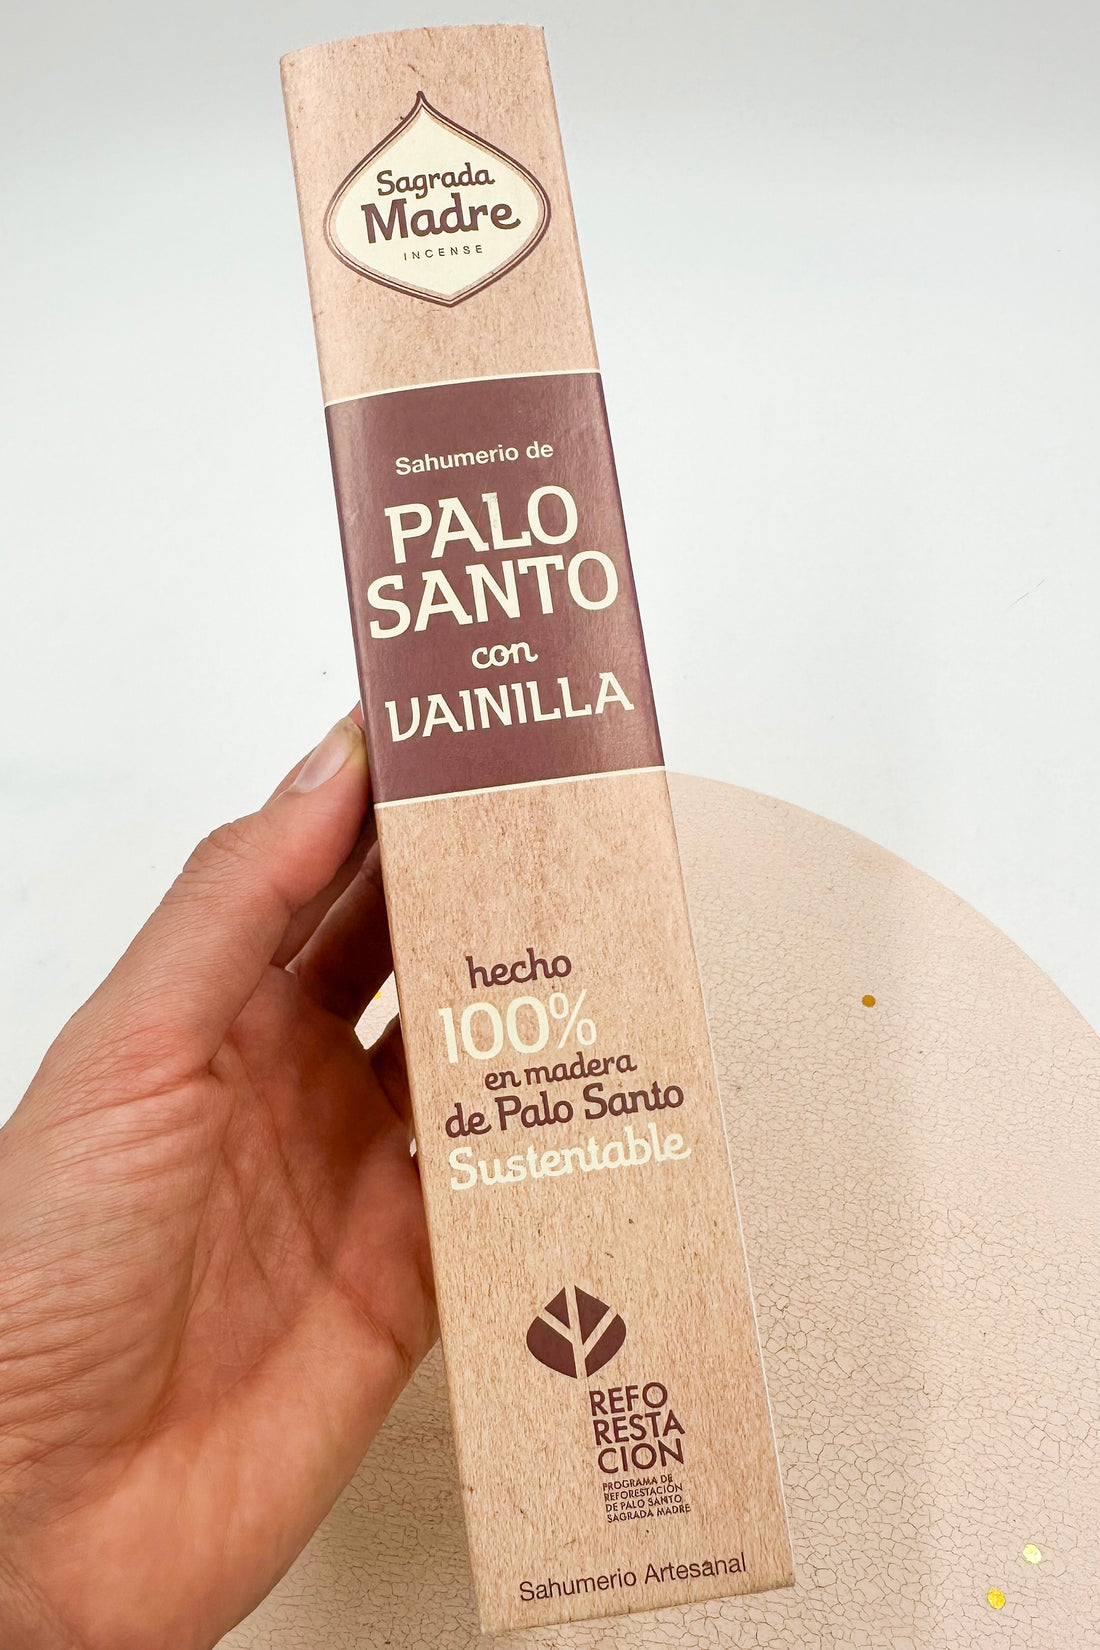 Sagrada
Madre
INCENSE
Sahumerio de
PALO
SANTO
con
VAINILLA
hecho
100%
en madera
de Palo Santo
Sustentable
REFO
RESTA
CION
PROGRAMA DE
REFORESTACIÓN
DE PALO SANTO
SAGRADA MADRE
Sahumerio Artesanal